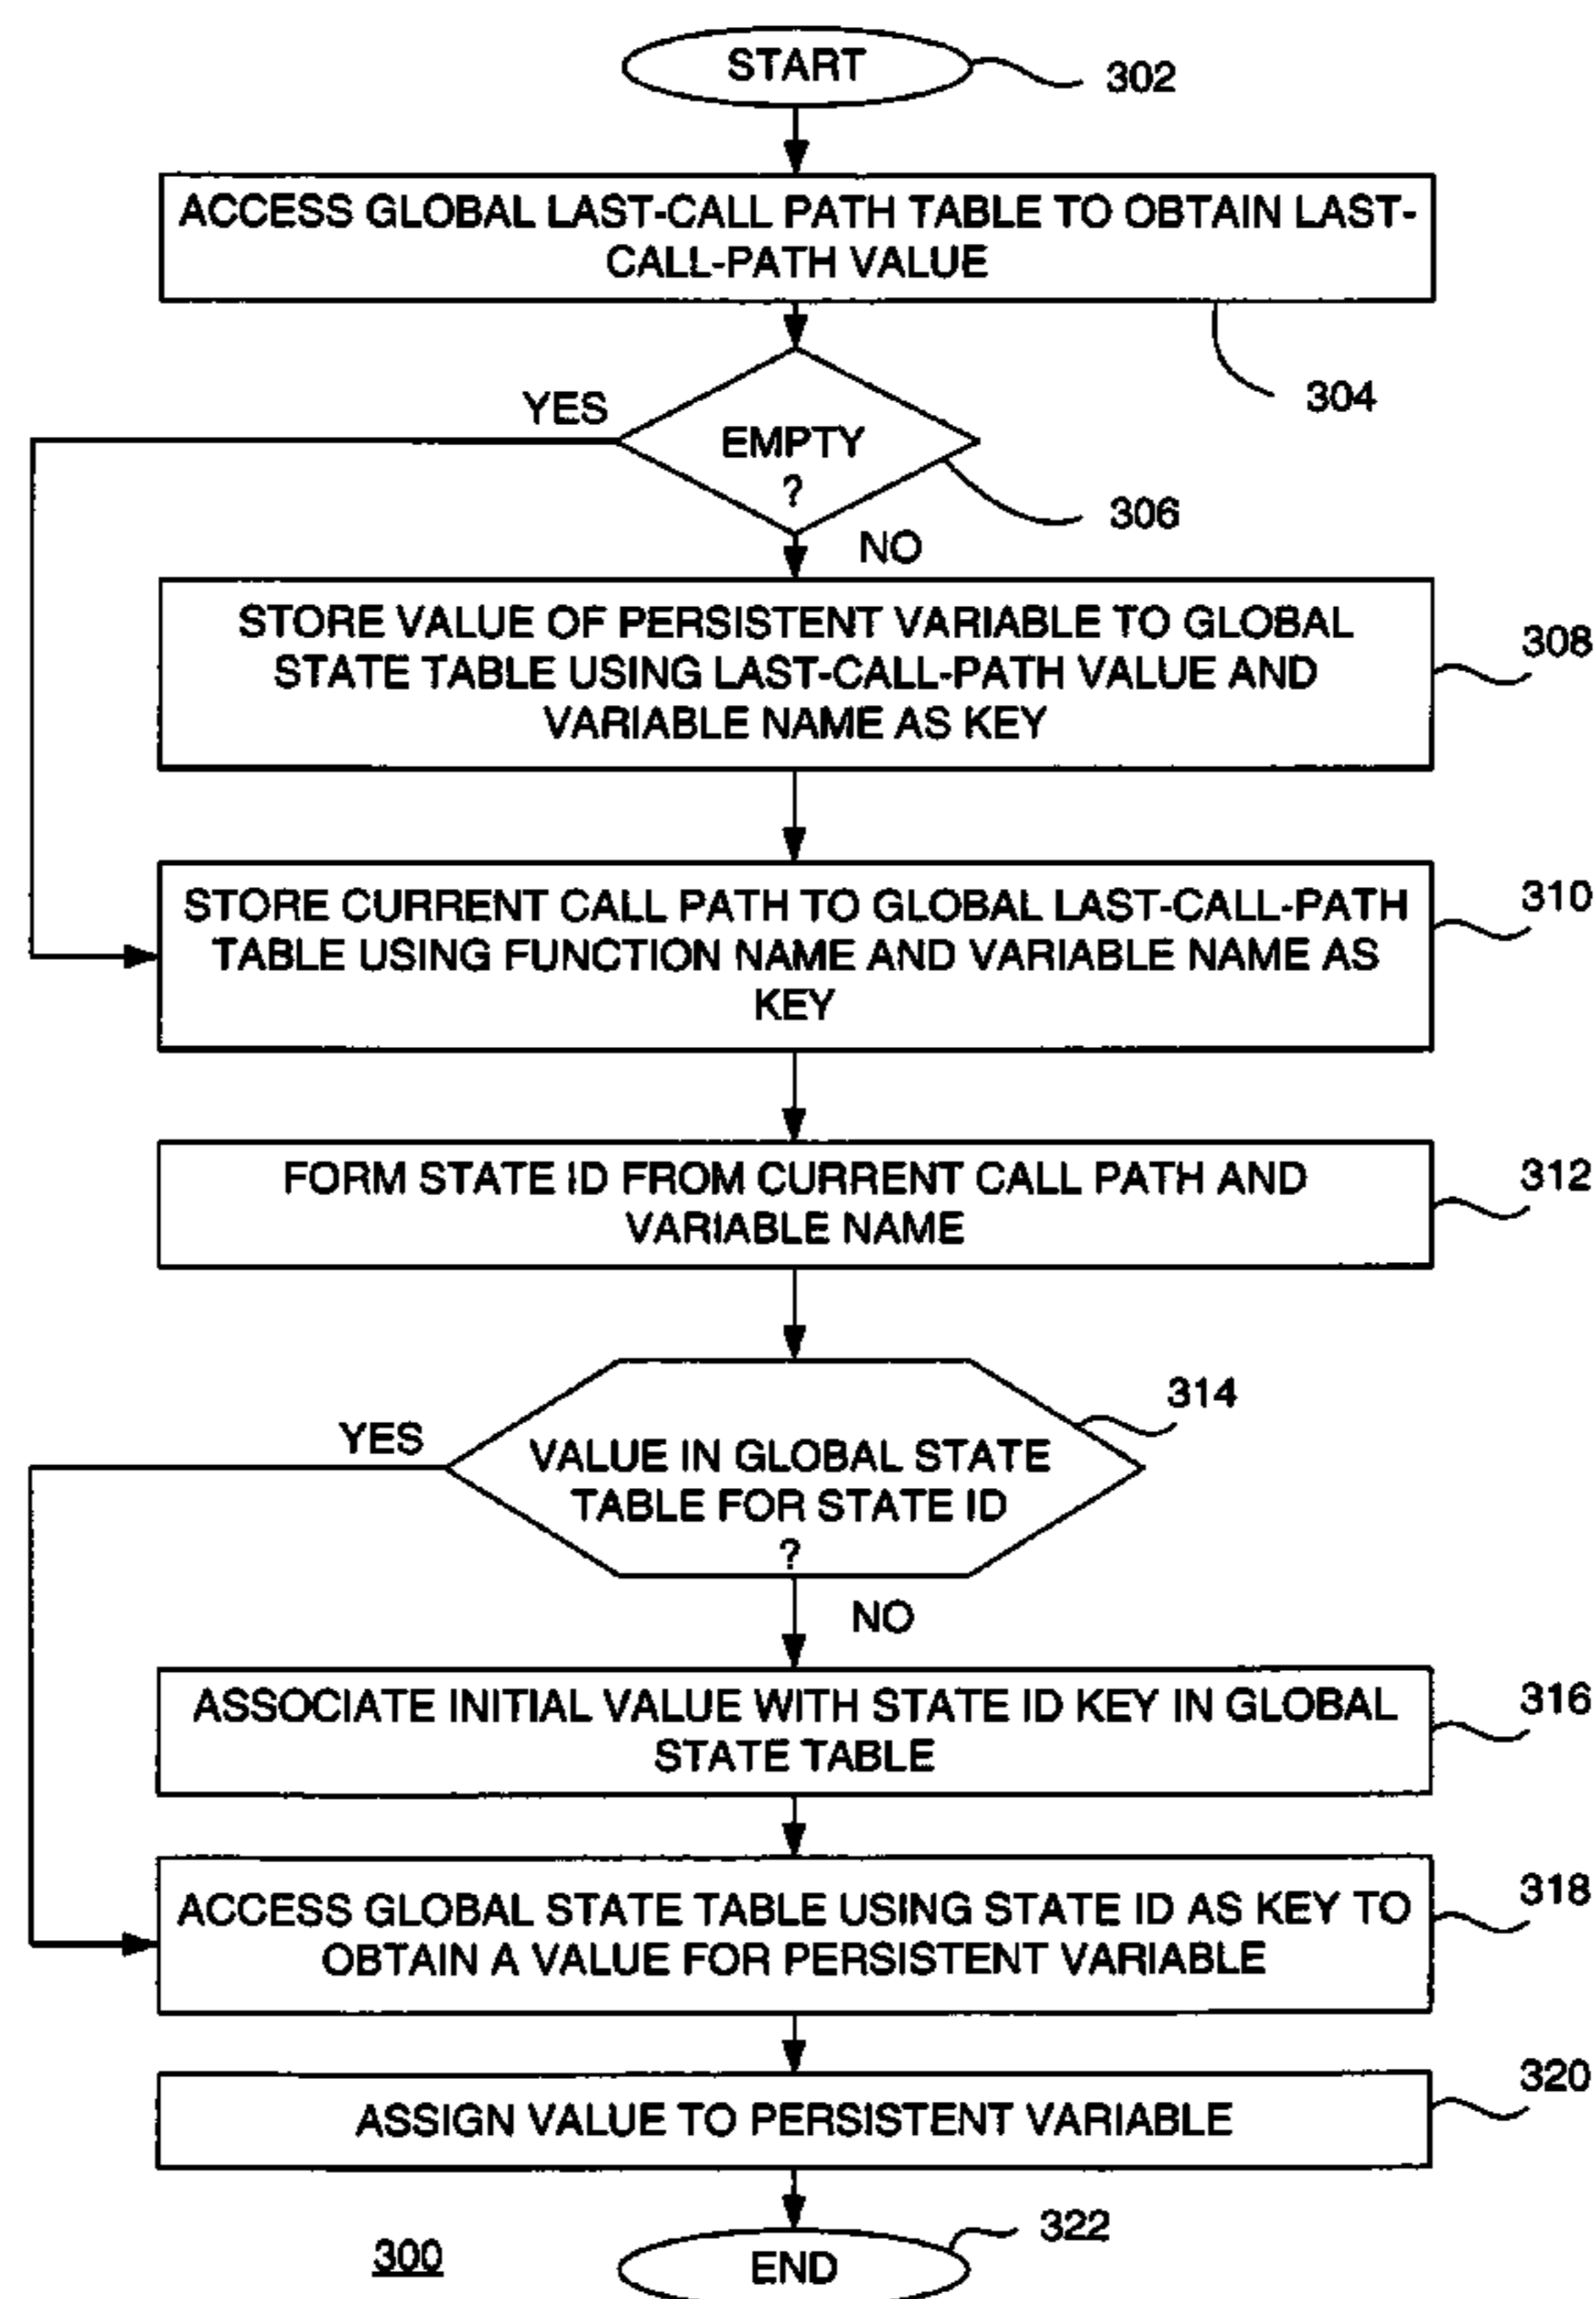 START
302
ACCESS GLOBAL LAST-CALL PATH TABLE TO OBTAIN LAST-
CALL-PATH VALUE
304
YES
EMPTY
?
306
NO
STORE VALUE OF PERSISTENT VARIABLE TO GLOBAL
STATE TABLE USING LAST-CALL-PATH VALUE AND
VARIABLE NAME AS KEY
308
STORE CURRENT CALL PATH TO GLOBAL LAST-CALL-PATH
TABLE USING FUNCTION NAME AND VARIABLE NAME AS
KEY
310
FORM STATE ID FROM CURRENT CALL PATH AND
VARIABLE NAME
312
314
YES
VALUE IN GLOBAL STATE
TABLE FOR STATE ID
?
NO
ASSOCIATE INITIAL VALUE WITH STATE ID KEY IN GLOBAL
STATE TABLE
316
ACCESS GLOBAL STATE TABLE USING STATE ID AS KEY TO
OBTAIN A VALUE FOR PERSISTENT VARIABLE
318
ASSIGN VALUE TO PERSISTENT VARIABLE
320
300
END
322